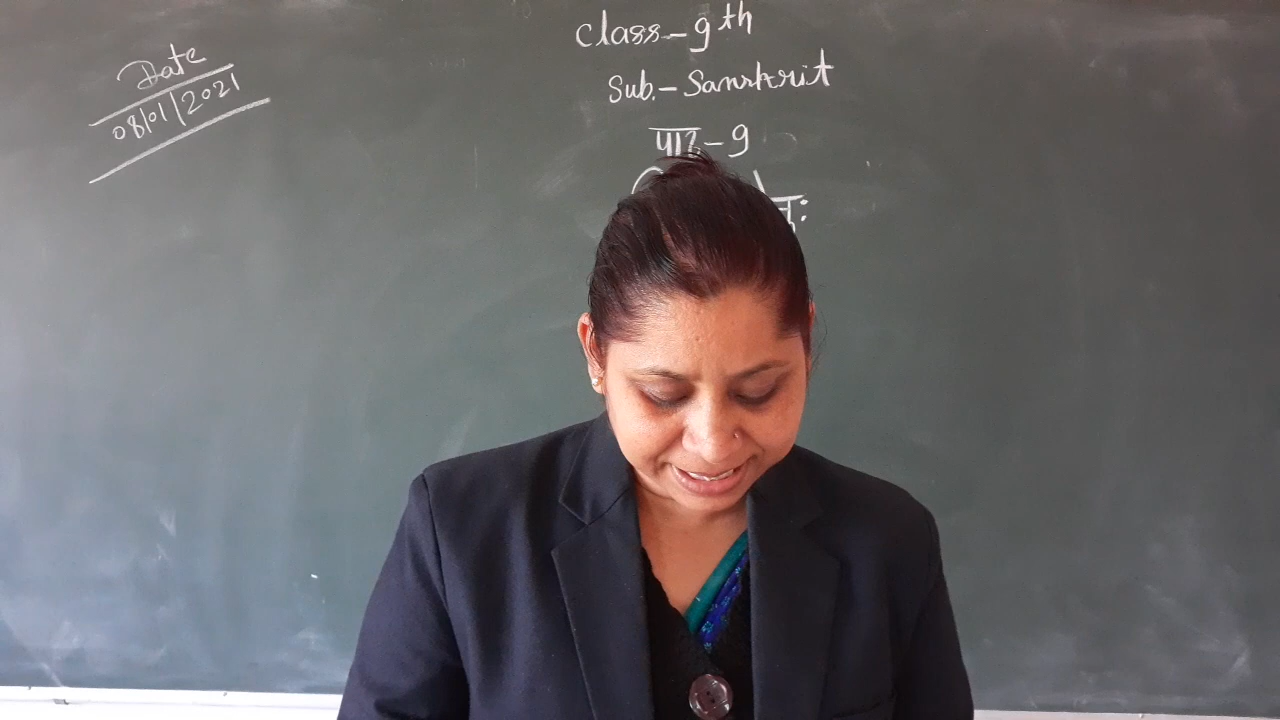 Date
08/01/2021
Class-9th
Sub.-Sanskrit
पाठ-9